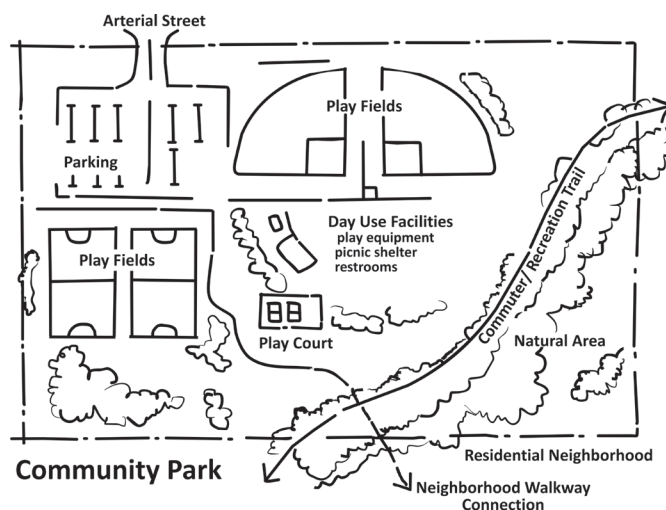 Arterial Street
Play Fields
Parking
Commuter/Recreation Trail
Day Use Facilities
play equipment
picnic shelter
restrooms
Play Fields
Play Court
Natural Area
Residential Neighborhood
Community Park
Neighborhood Walkway
Connection